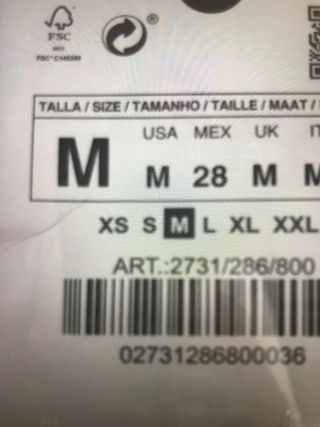 ®
FSC
TALLA / SIZE / TAMANHO / TAILLE / MAAT /
USA MEX UK
M M 28 M M
XS S M L XL XXL
ART.:2731/286/800
02731286800036